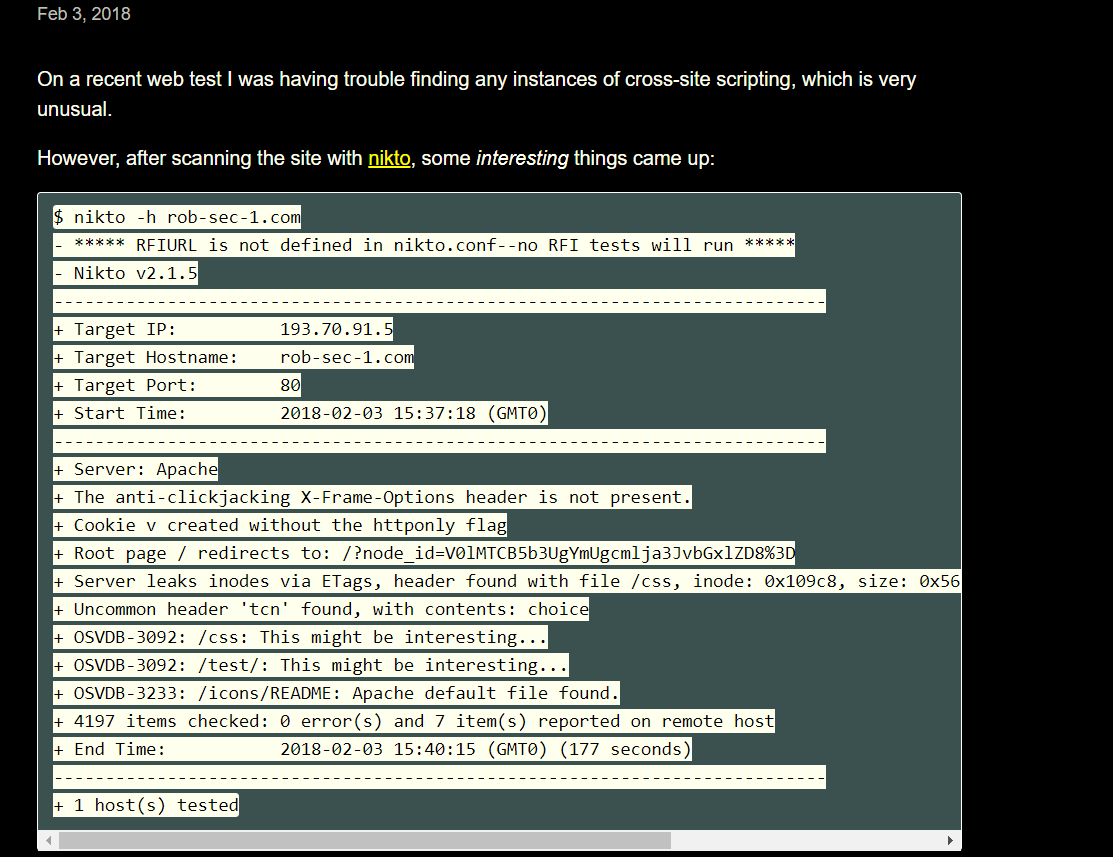 Feb 3, 2018
On a recent web test I was having trouble finding any instances of cross-site scripting, which is very
unusual.
However, after scanning the site with nikto, some interesting things came up:
$ nikto -h rob-sec-1.com
- ***** RFIURL is not defined in nikto.conf--no RFI tests will run *****
- Nikto v2.1.5
---------------------------------------------------------------------------
+ Target IP:          193.70.91.5
+ Target Hostname:    rob-sec-1.com
+ Target Port:        80
+ Start Time:         2018-02-03 15:37:18 (GMT0)
---------------------------------------------------------------------------
+ Server: Apache
+ The anti-clickjacking X-Frame-Options header is not present.
+ Cookie v created without the httponly flag
+ Root page / redirects to: /?node_id=V0lMTCB5b3UgYmUgcmlja3JvbGxlZD8%3D
+ Server leaks inodes via ETags, header found with file /css, inode: 0x109c8, size: 0x56
+ Uncommon header 'tcn' found, with contents: choice
+ OSVDB-3092: /css: This might be interesting...
+ OSVDB-3092: /test/: This might be interesting...
+ OSVDB-3233: /icons/README: Apache default file found.
+ 4197 items checked: 0 error(s) and 7 item(s) reported on remote host
+ End Time:           2018-02-03 15:40:15 (GMT0) (177 seconds)
---------------------------------------------------------------------------
+ 1 host(s) tested